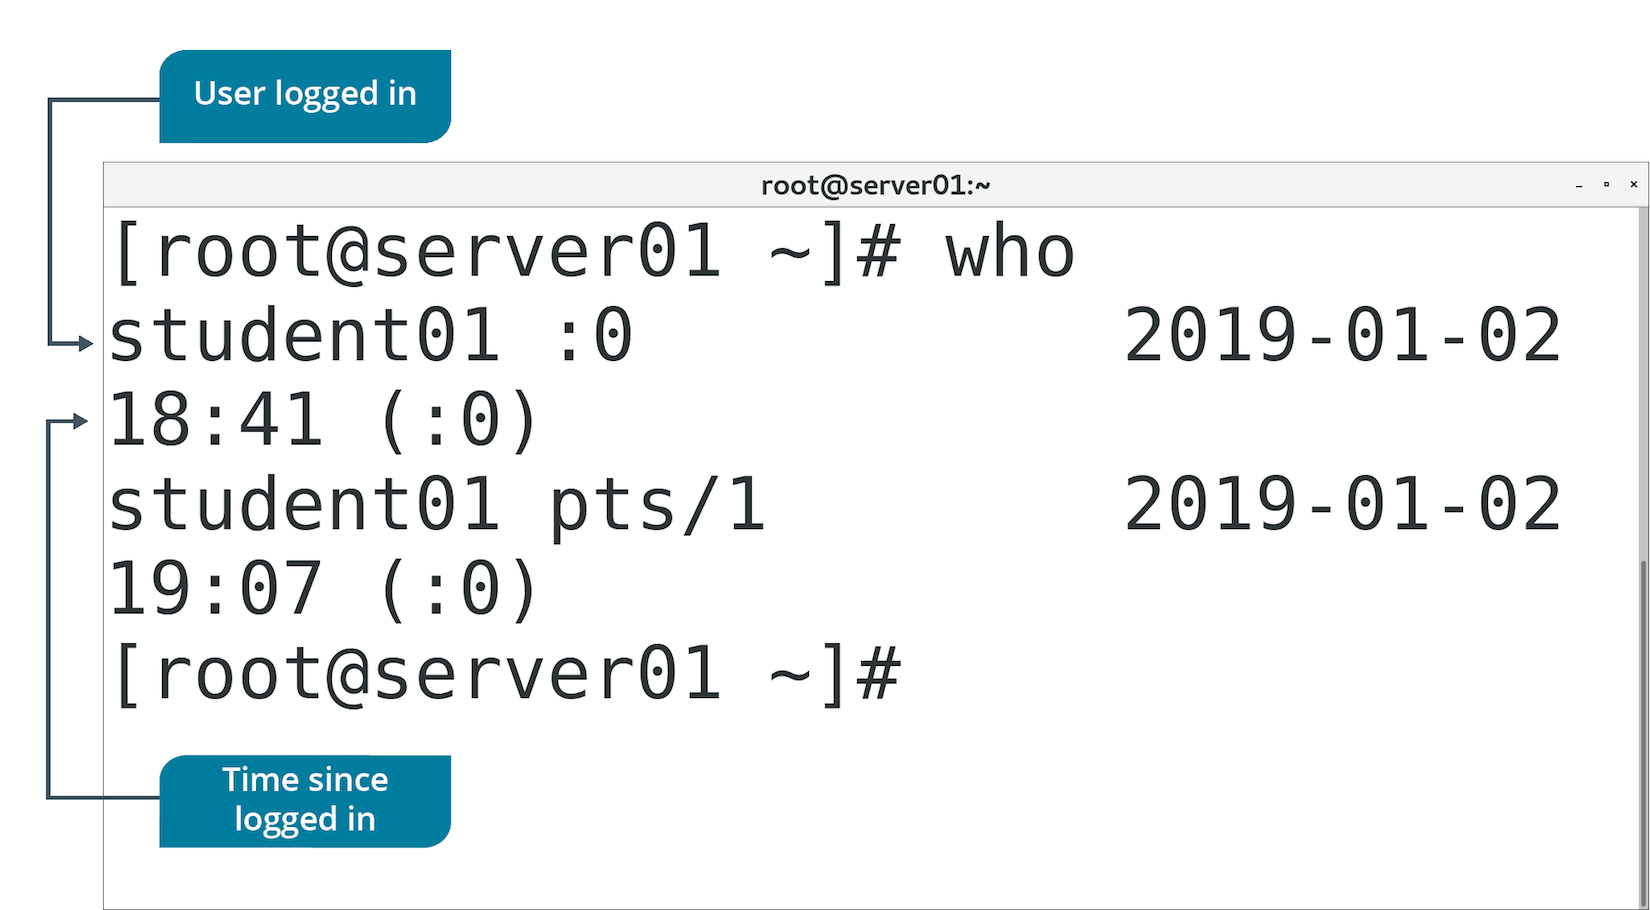 User logged in
root@server01:~
[root@server01 ~]# who
student01 :0 2019-01-02
18:41 (:0)
student01 pts/1 2019-01-02
19:07 (:0)
[root@server01 ~]#
Time since
logged in